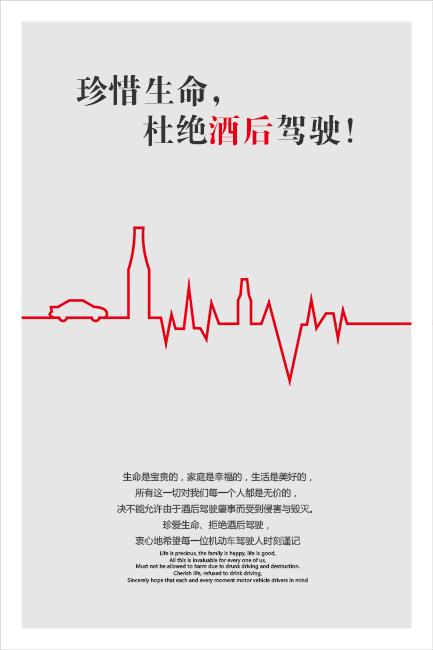 珍惜生命，
杜绝酒后驾驶！
生命是宝贵的，家庭是幸福的，生活是美好的，
所有这一切对我们每一个人都是无价的，
决不能允许由于酒后驾驶肇事而受到侵害与毁灭。
珍爱生命、拒绝酒后驾驶，
衷心地希望每一位机动车驾驶人时刻谨记
Life is precious, the family is happy, life is good,
All this is invaluable for every one of us,
Must not be allowed to harm due to drunk driving and destruction.
Cherish life, refused to drink driving,
Sincerely hope that each and every moment motor vehicle drivers in mind